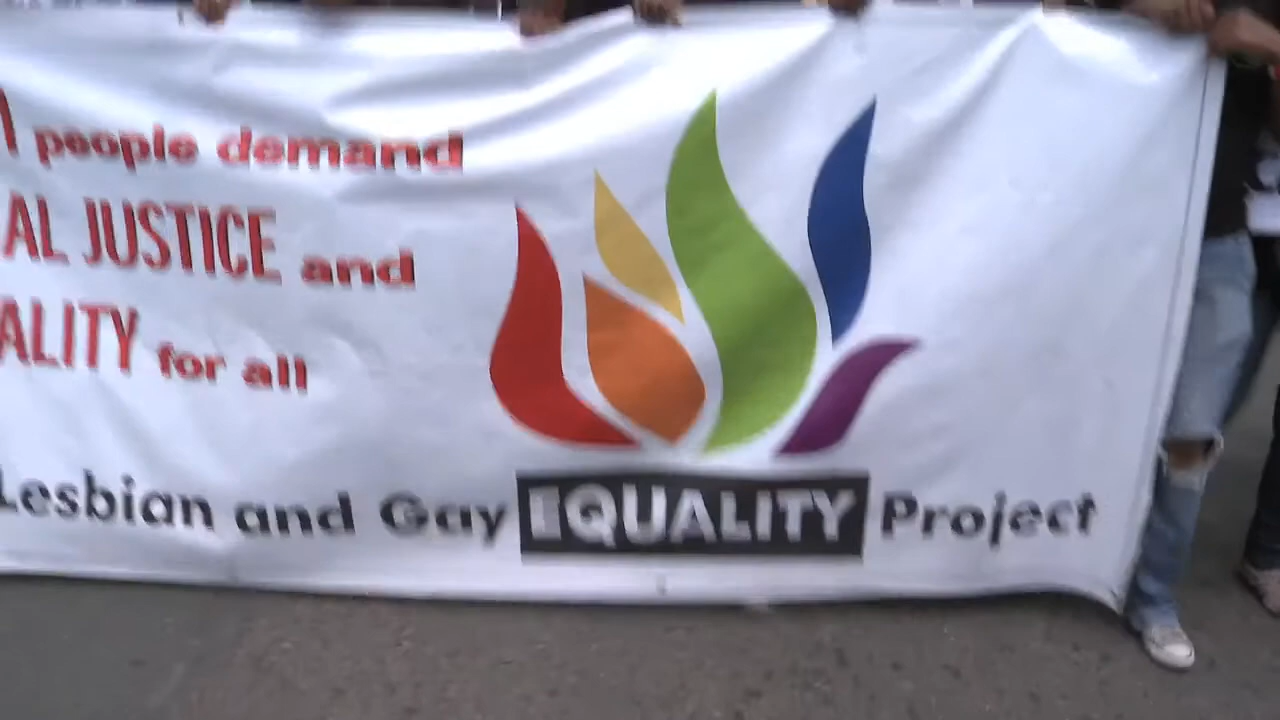 people demand
AL JUSTICE and
ALITY for all
Lesbian and Gay EQUALITY Project